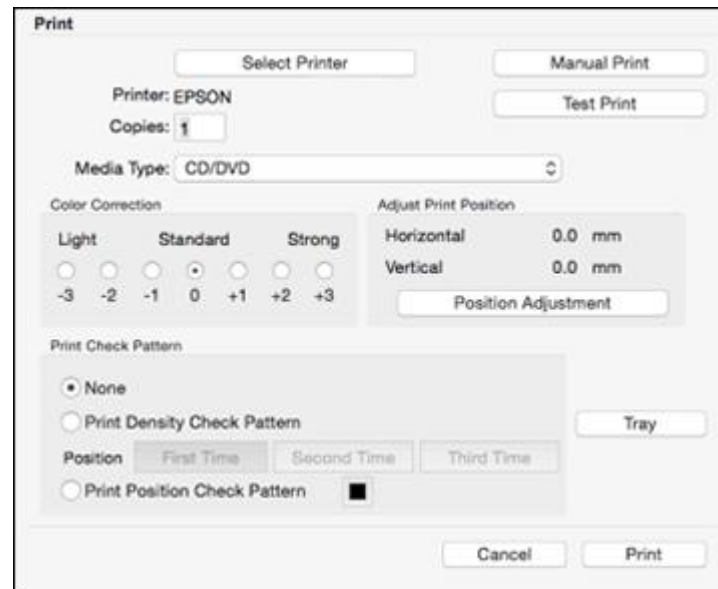 Print
Select Printer
Manual Print
Printer: EPSON
Test Print
Copies: 1
Media Type: CD/DVD
Color Correction
Adjust Print Position
Light Standard Strong
Horizontal 0.0 mm
Vertical 0.0 mm
-3 -2 -1 0 +1 +2 +3
Position Adjustment
Print Check Pattern
None
Print Density Check Pattern
Tray
Position First Time Second Time Third Time
Print Position Check Pattern
Cancel Print